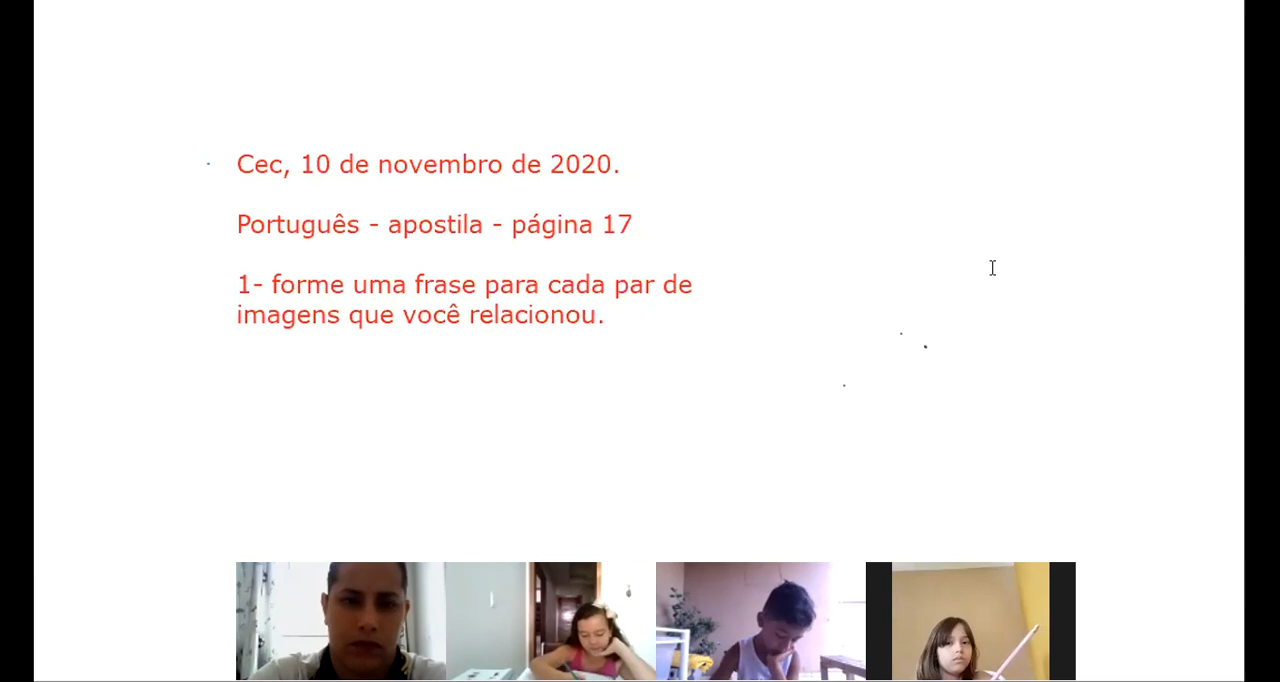 Cec, 10 de novembro de 2020.
Português - apostila - página 17
1- forme uma frase para cada par de
imagens que você relacionou.